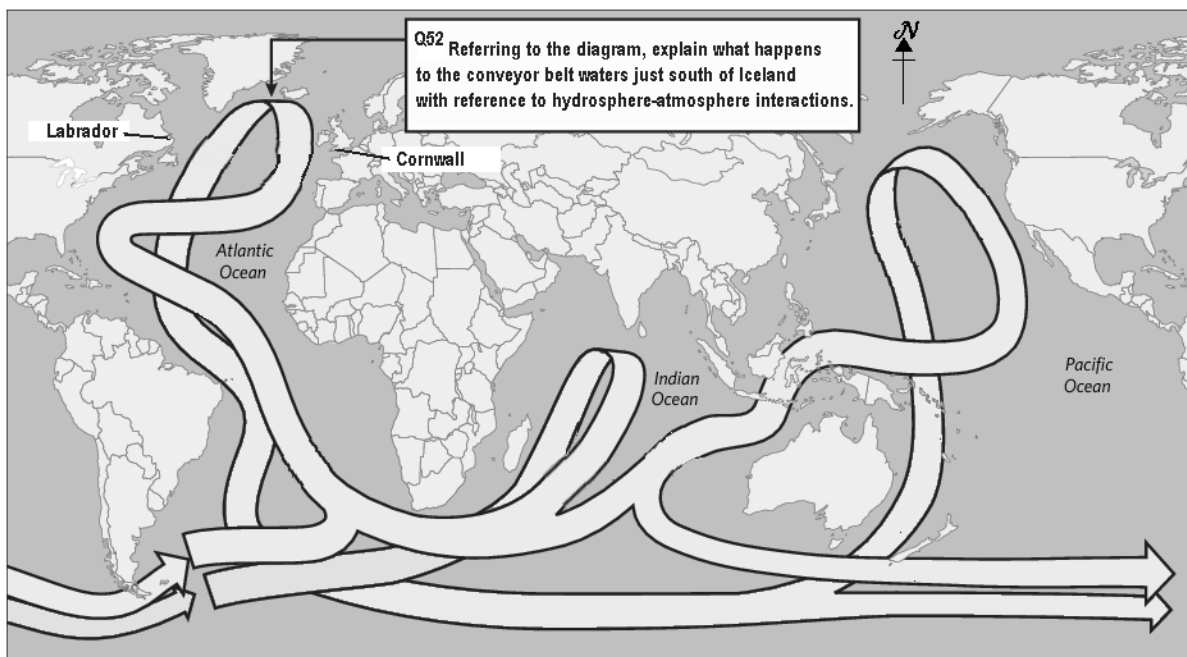 N
Q52 Referring to the diagram, explain what happens
to the conveyor belt waters just south of Iceland
with reference to hydrosphere-atmosphere interactions.
Labrador
Cornwall
Atlantic
Ocean
Indian
Ocean
Pacific
Ocean